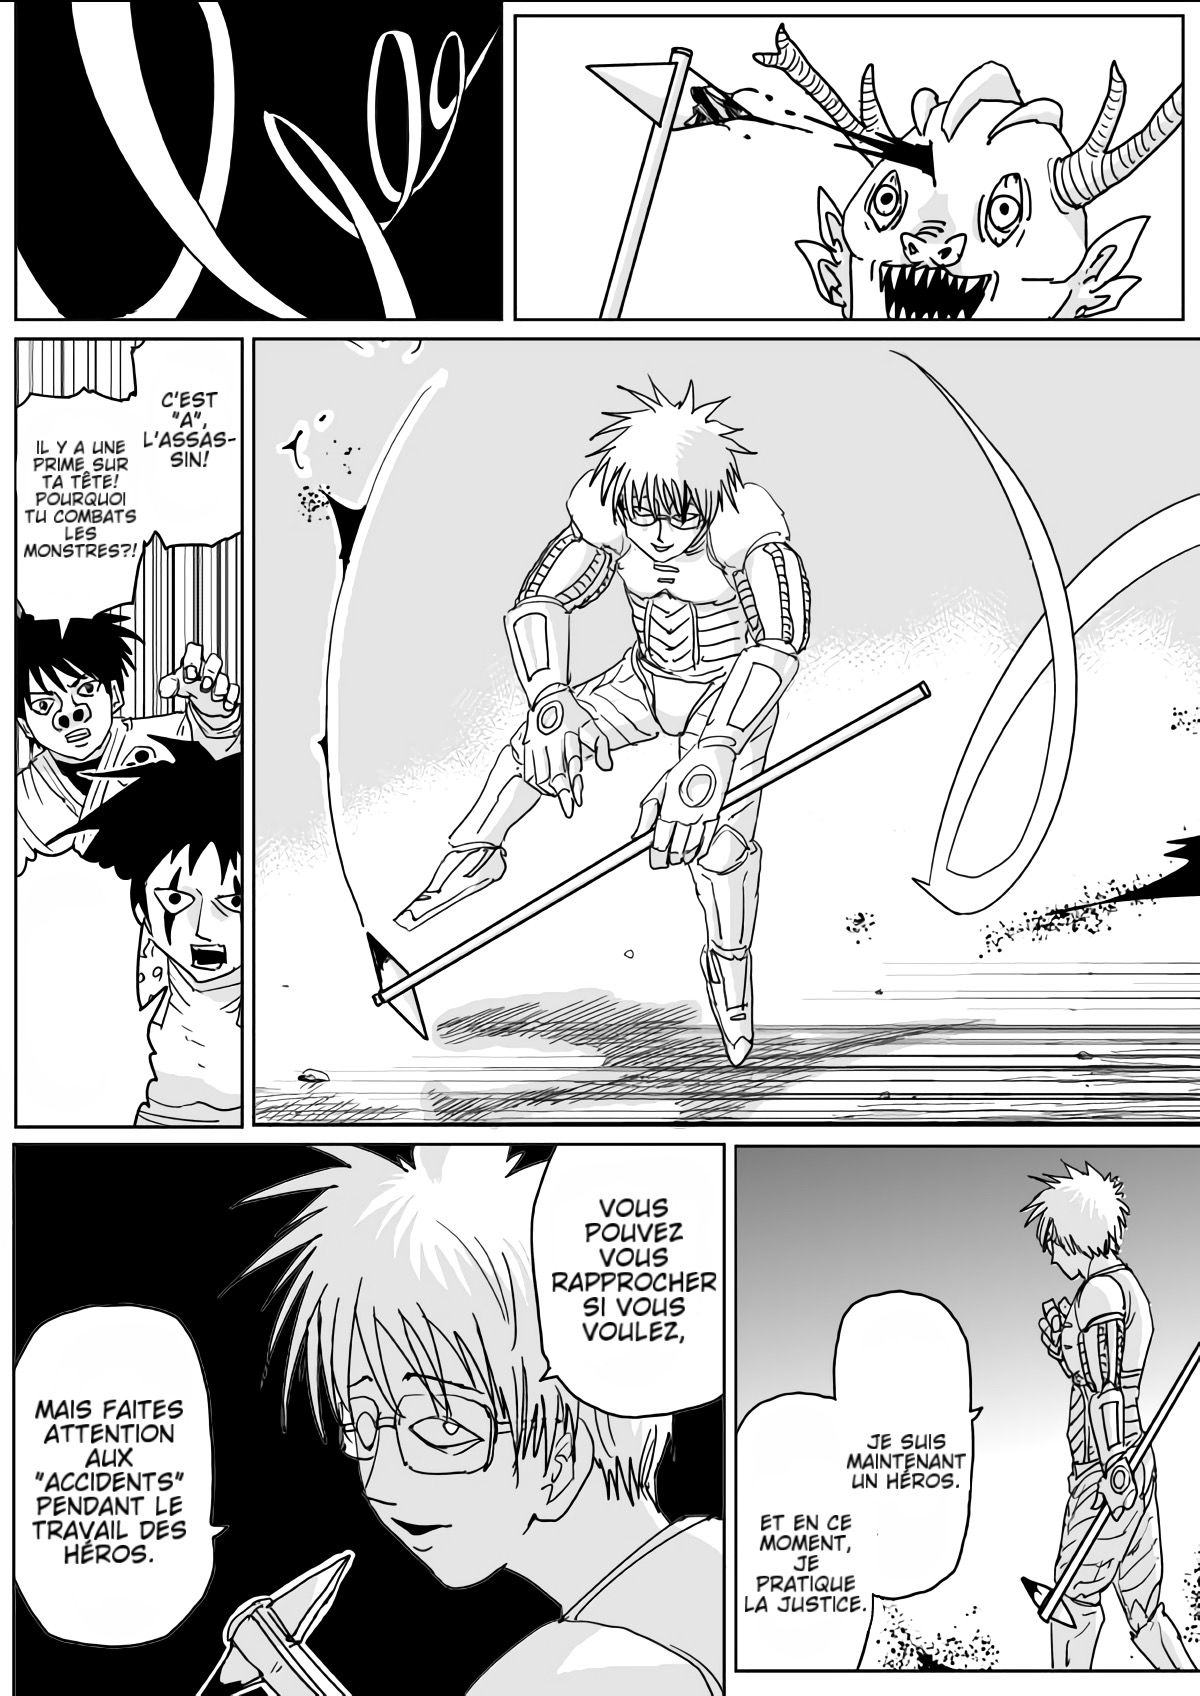 C'EST
"A",
L'ASSAS-
SIN!
IL Y A UNE
PRIME SUR
TA TÊTE!
POURQUOI
TU COMBATS
LES
MONSTRES?!
JE SUIS
MAINTENANT
UN HÉROS.
ET EN CE
MOMENT,
JE
PRATIQUE
LA JUSTICE.
VOUS
POUVEZ
VOUS
RAPPROCHER
SI VOUS
VOULEZ,
MAIS FAITES
ATTENTION
AUX
"ACCIDENTS"
PENDANT LE
TRAVAIL DES
HÉROS.